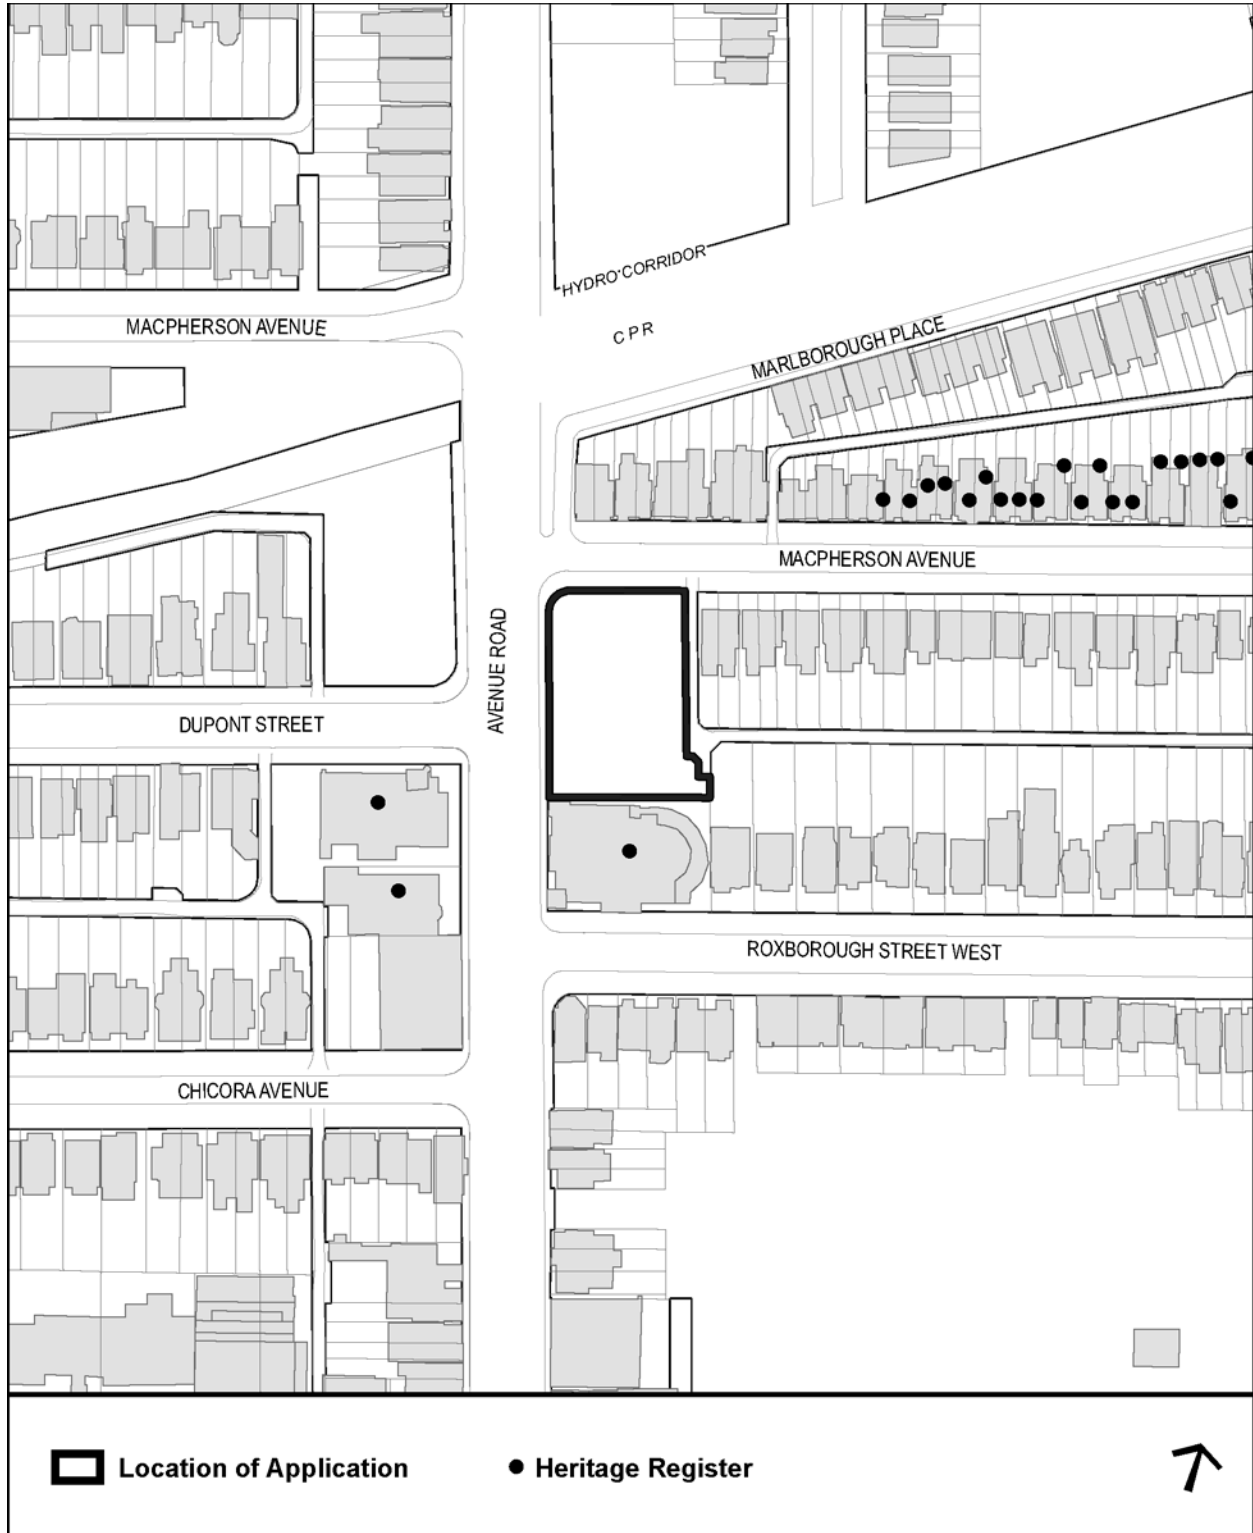 HYDRO CORRIDOR
MACPHERSON AVENUE
CPR
MARLBOROUGH PLACE
MACPHERSON AVENUE
AVENUE ROAD
DUPONT STREET
ROXBOROUGH STREET WEST
CHICORA AVENUE
Location of Application
Heritage Register